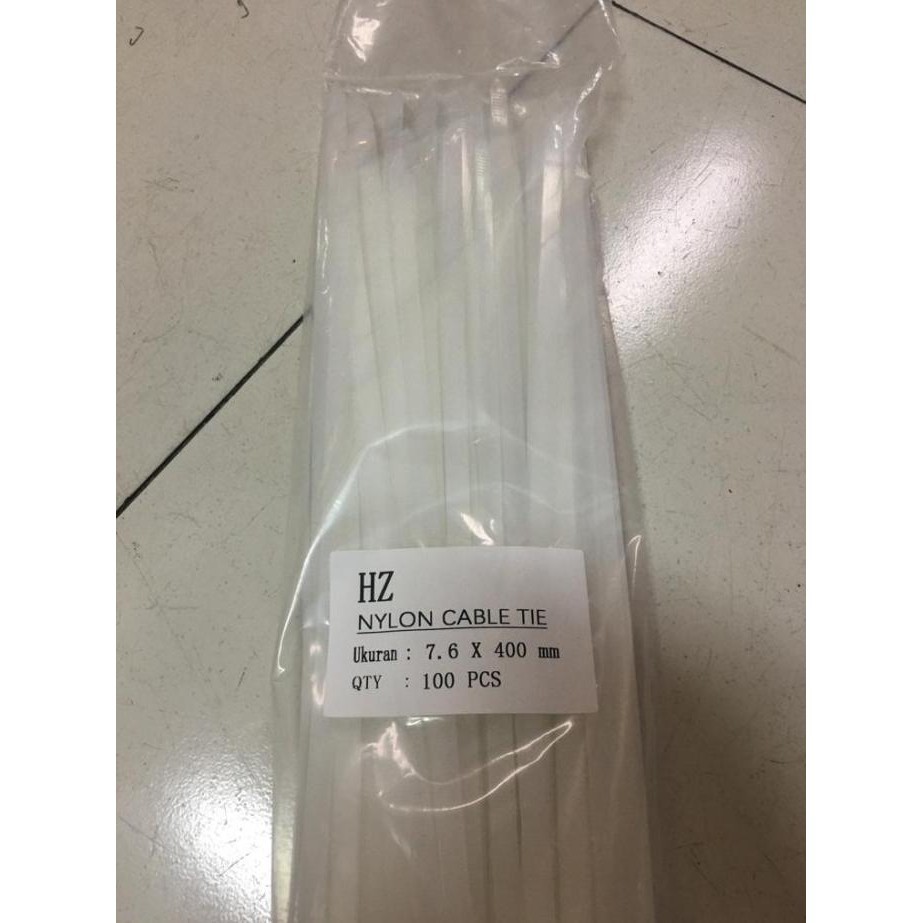 HZ
NYLON CABLE TIE
Ukuran : 7.6 X 400 mm
QTY : 100 PCS